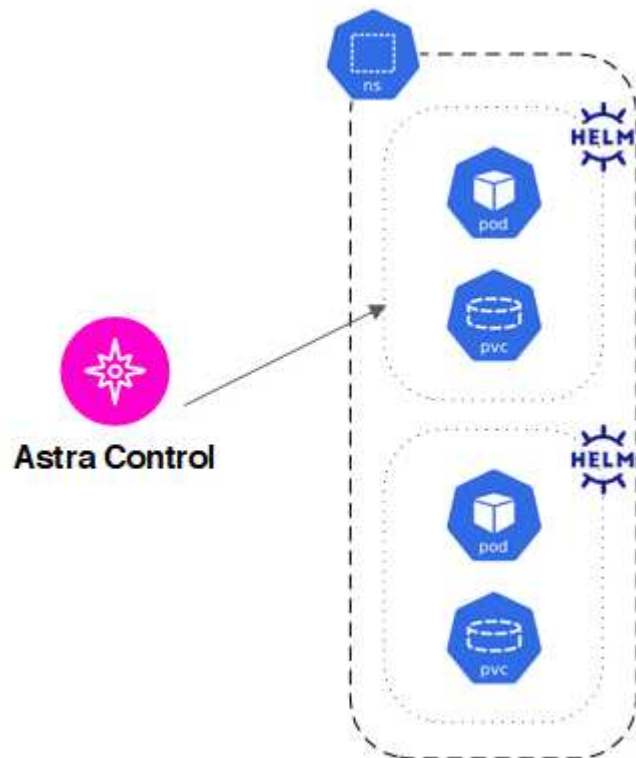 ns
HELM
pod
pvc
Astra Control
HELM
pod
pvc